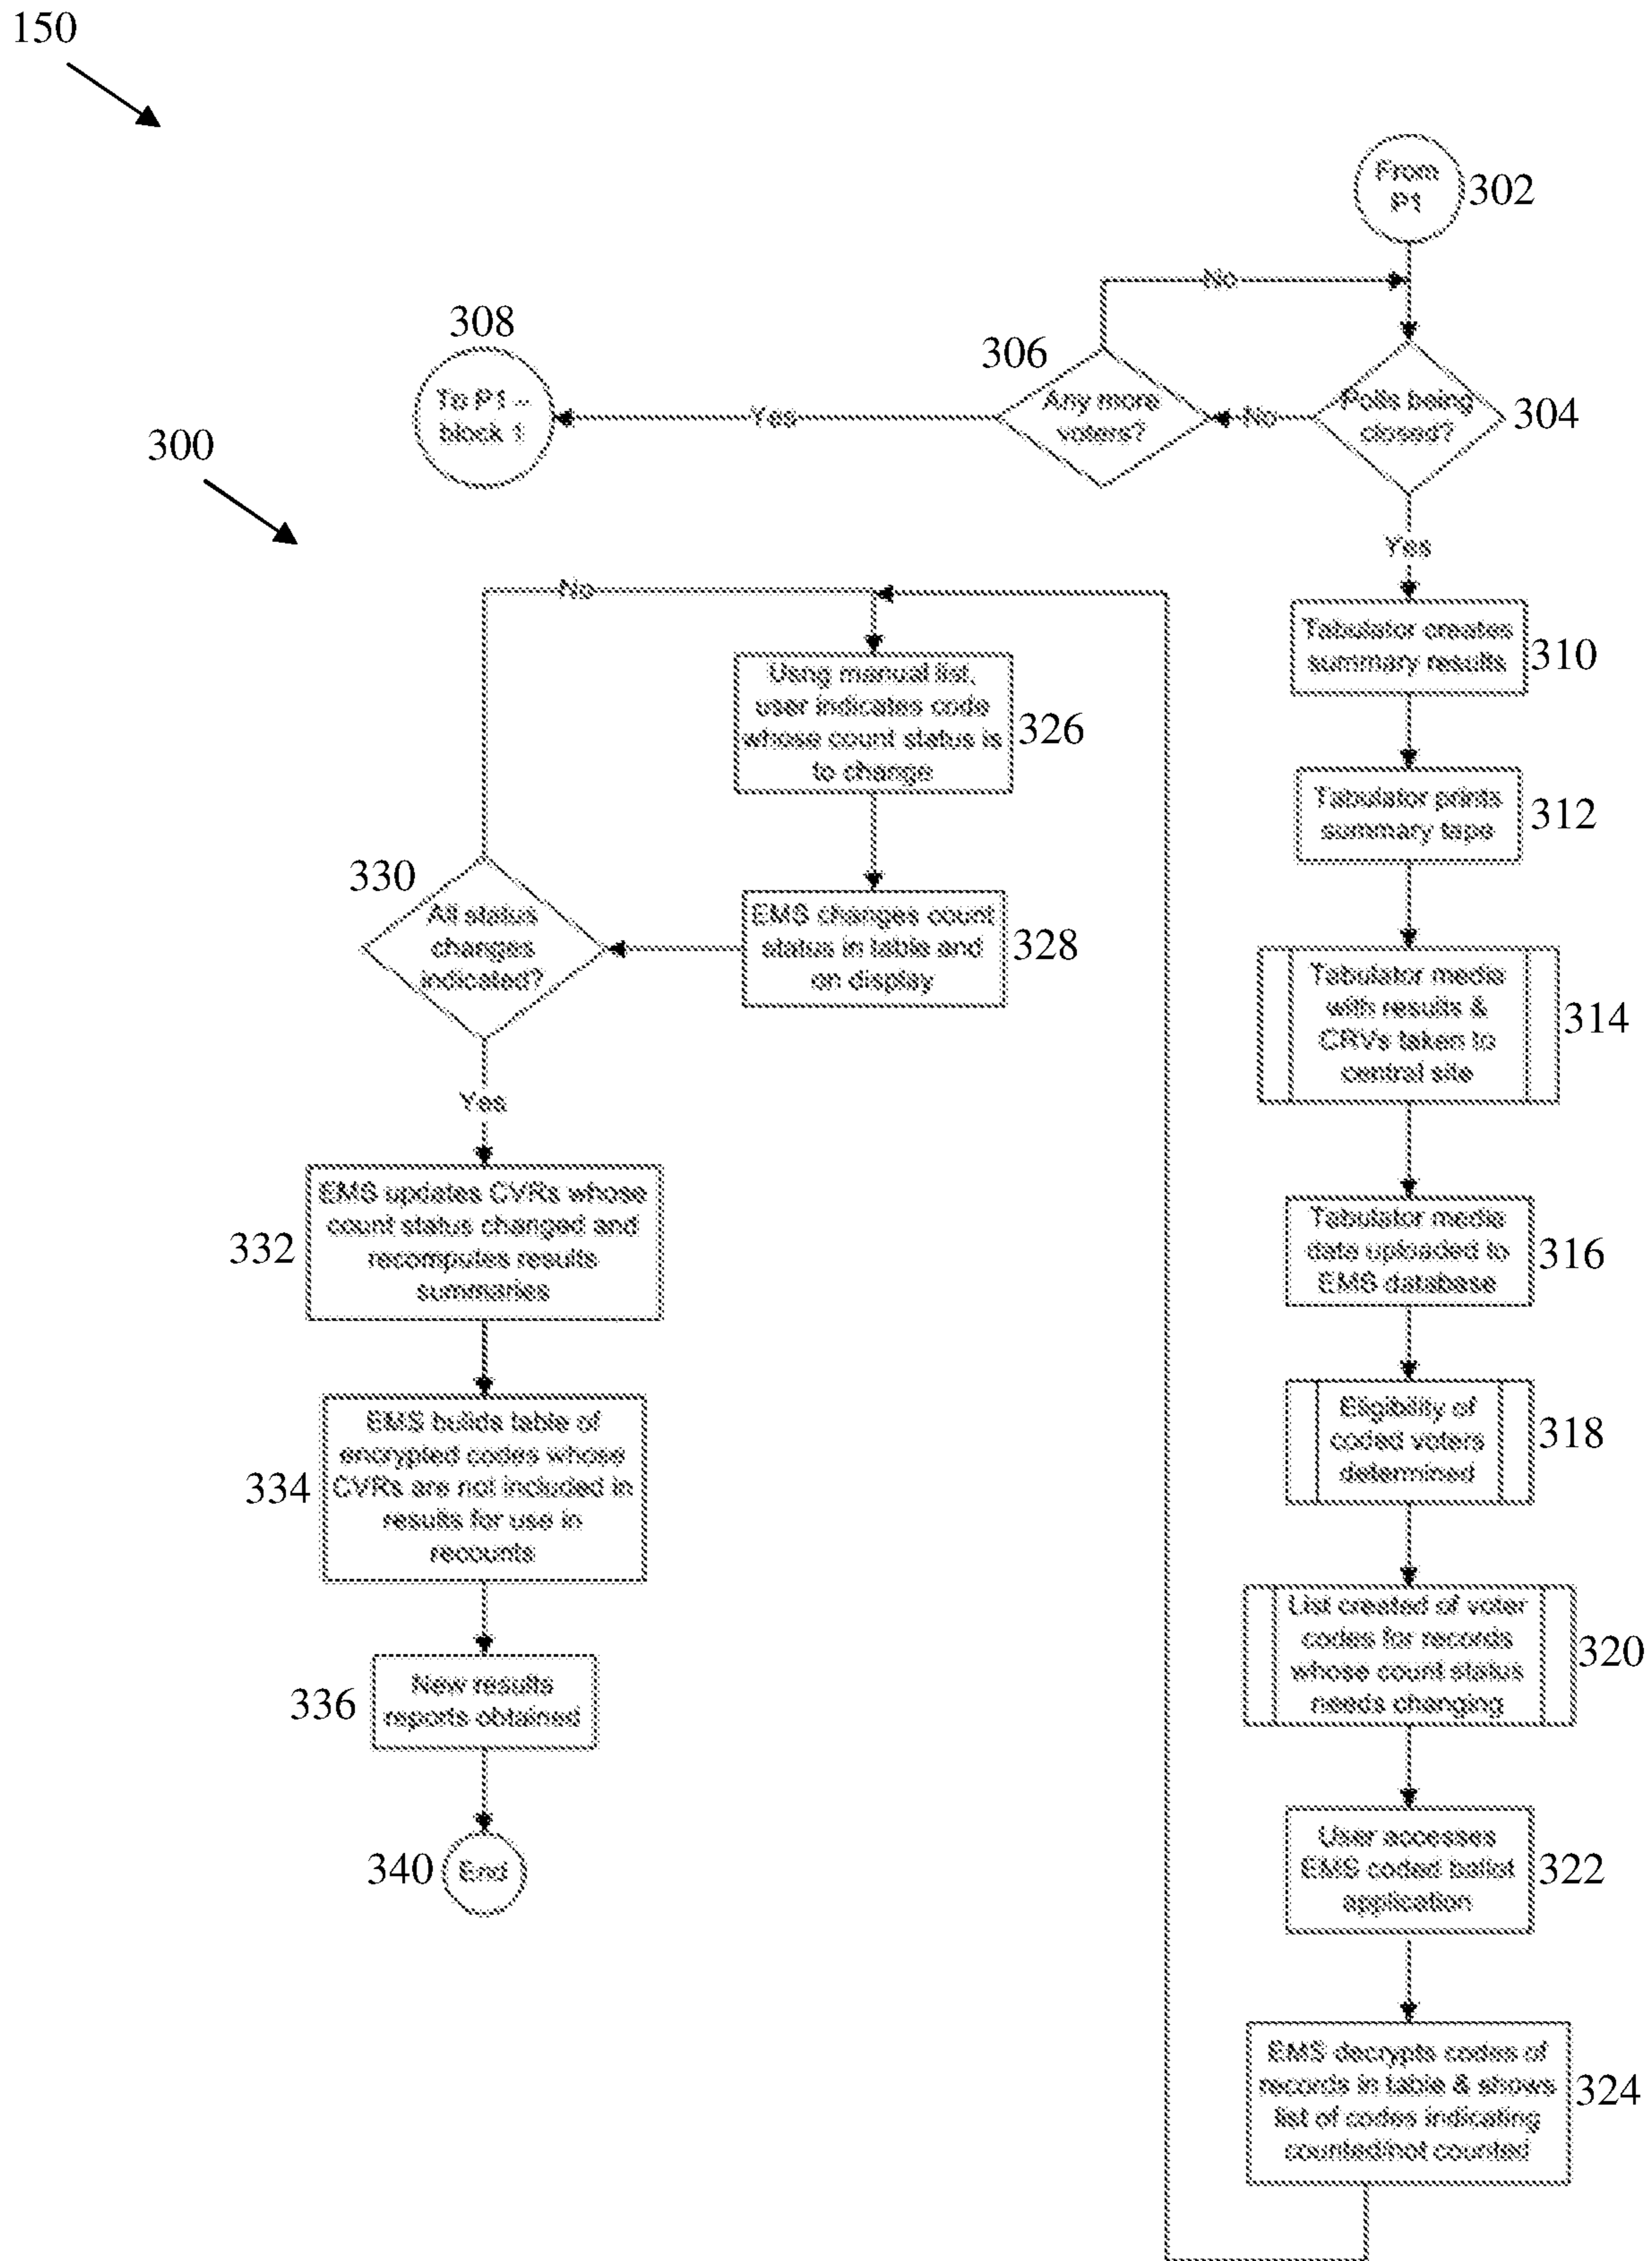 150
From
P1
302
No
308
To P1 --
block 1
Yes
306
Any more
voters?
No
Polls being
closed?
304
300
Yes
Tabulator creates
summary results
310
Tabulator prints
summary tape
312
Tabulator media
with results &
CRVs taken to
central site
314
Tabulator media
data uploaded to
EMS database
316
Eligibility of
coded voters
determined
318
List created of voter
codes for records
whose count status
needs changing
320
User accesses
EMS coded ballot
application
322
EMS decrypts codes of
records in table & shows
list of codes indicating
counted/not counted
324
No
Usng manual list,
user indicates code
whose count status is
to change
326
EMS changes count
status in table and
on display
328
330
All status
changes
indicated?
Yes
EMS updates CVRs whose
count status changed and
recomputes results
summaries
332
EMS builds table of
encrypted codes whose
CVRs are not included in
results for use in
recounts
334
New results
reports obtained
336
End
340